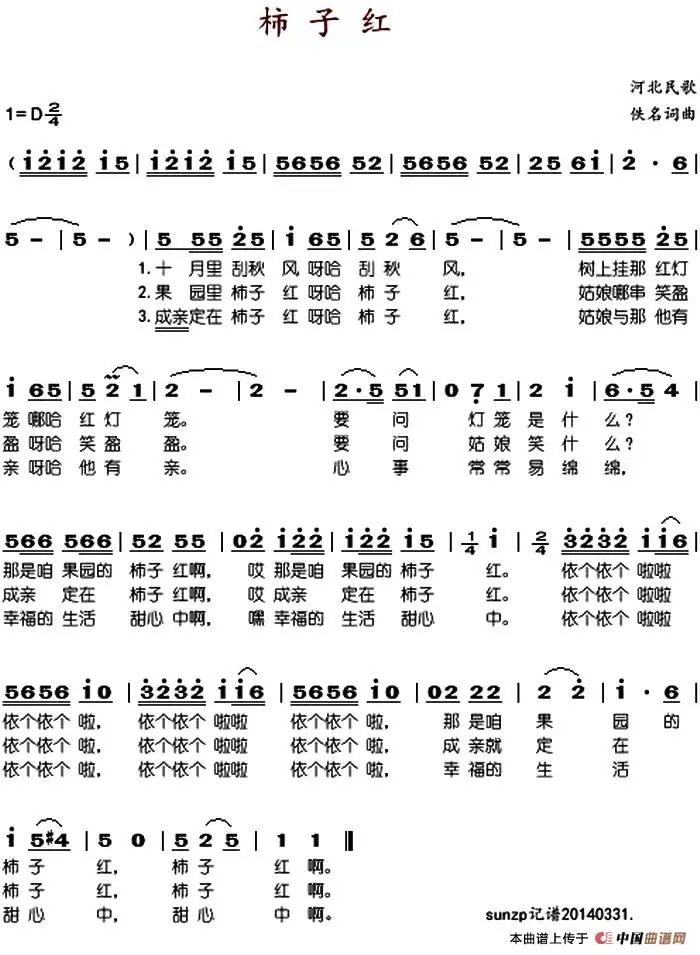 柿子红
河北民歌
1=D 2/4
佚名词曲
( i2i2 i5 | i2i2 i5 | 5656 52 | 5656 52 | 25 6i | 2 · 6 |
5 - | 5 - ) | 5 55 25 | i 65 | 5 2 6 | 5 - | 5 - | 5555 25 |
1. 十 月里 刮秋 风,呀哈 刮 秋 风, 树上挂那 红灯
2. 果 园里 柿子 红呀哈 柿 子 红, 姑娘哪串 笑盈
3. 成亲定在 柿子 红呀哈 柿 子 红, 姑娘与那 他有
i 65 | 5 2 1 | 2 - | 2 - | 2·5 51 | 0 7 1 | 2 i | 6·5 4 |
笼 哪哈 红 灯 笼。 要 问 灯 笼 是 什 么?
盈 呀哈 笑 盈 盈。 要 问 姑 娘 笑 什 么?
亲 呀哈 他 有 亲。 心 事 常 常 易 绵 绵,
566 566 | 52 55 | 02 i22 | i22 i5 | 1/4 i | 2/4 3232 ii6 |
那是咱 果园的 柿子 红啊, 哎 那是咱 果园的 柿子 红。 依个依个 啦啦
成亲 定在 柿子 红啊, 哎 成亲 定在 柿子 红。 依个依个 啦啦
幸福的 生活 甜心 中啊, 嘿 幸福的 生活 甜心 中。 依个依个 啦啦
5656 i0 | 3232 ii6 | 5656 i0 | 02 22 | 2 2 | i · 6 |
依个依个 啦, 依个依个 啦啦 依个依个 啦, 那 是咱 果 园 的
依个依个 啦, 依个依个 啦啦 依个依个 啦, 成 亲就 定 在
依个依个 啦, 依个依个 啦啦 依个依个 啦, 幸 福的 生 活
i 5#4 | 5 0 | 5 2 5 | 1 1 ‖
柿 子 红, 柿 子 红 啊。
柿 子 红, 柿 子 红 啊。
甜 心 中, 甜 心 中 啊。
sunzp记谱20140331.
本曲谱上传于 中国曲谱网